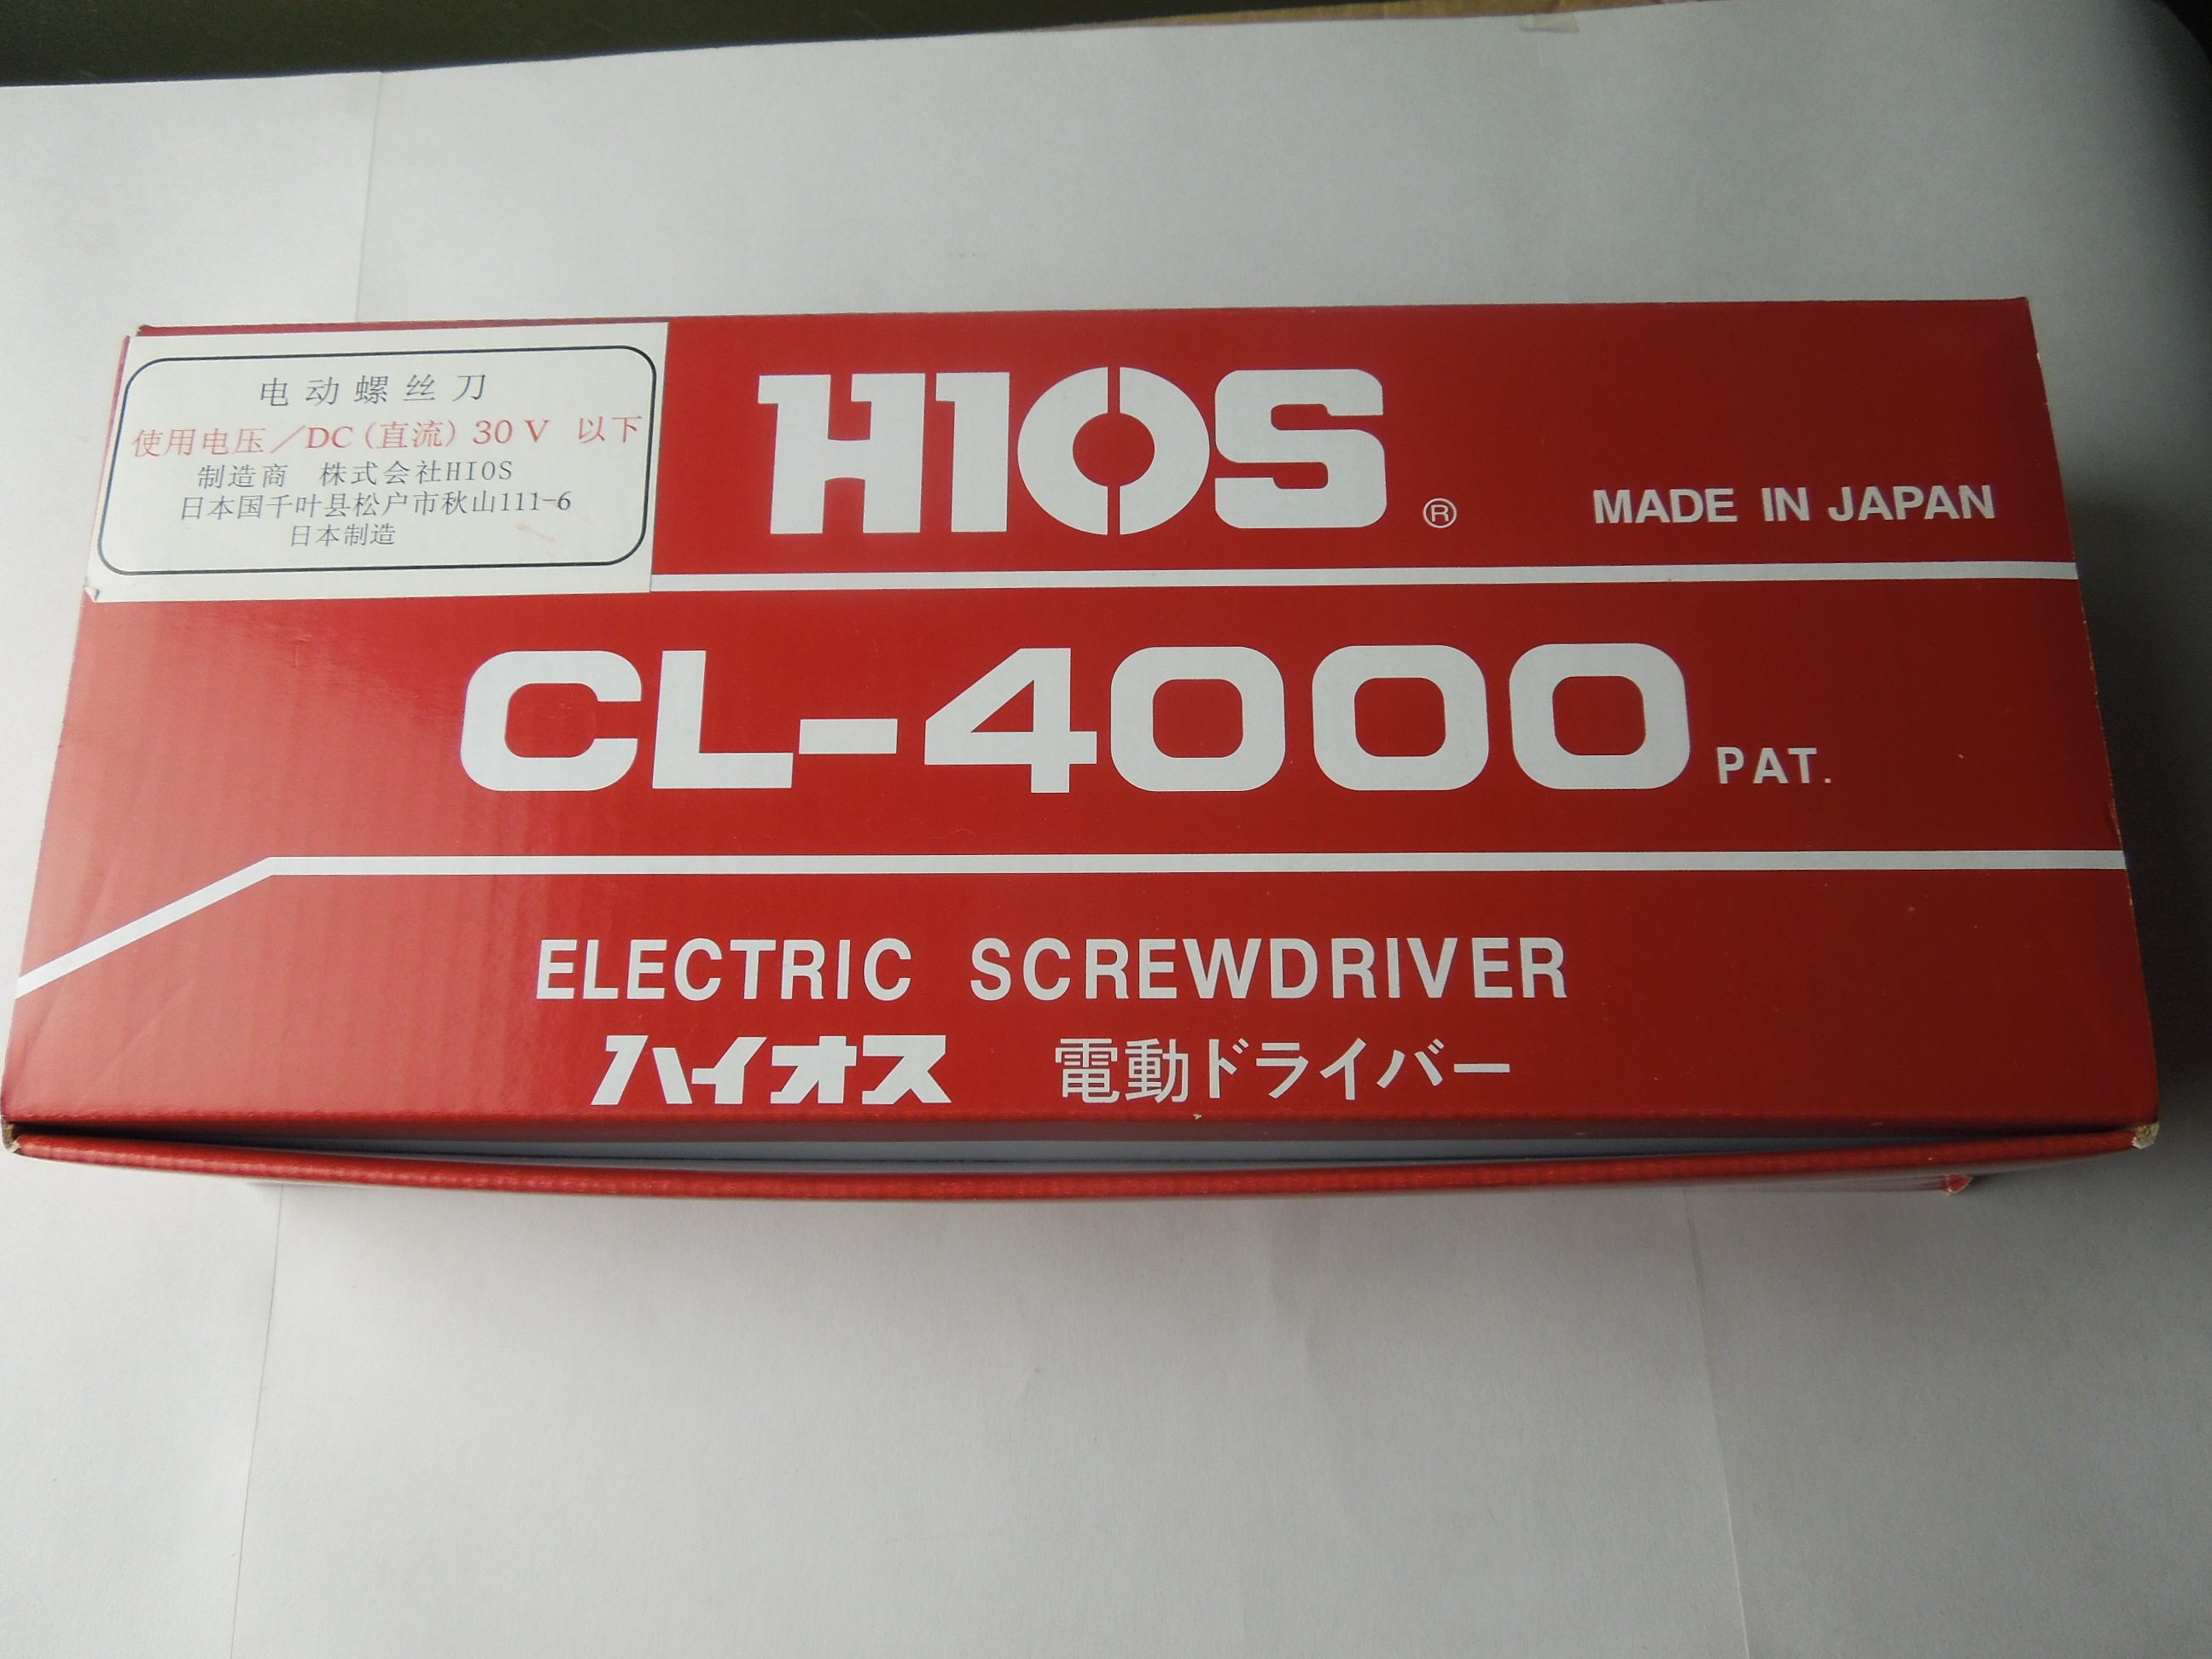 电动螺丝刀
使用电压／DC（直流）30 V 以下
制造商 株式会社HIOS
日本国千叶县松户市秋山111-6
日本制造
HIOS ®
MADE IN JAPAN
CL-4000 PAT.
ELECTRIC SCREWDRIVER
ハイオス 電動ドライバー